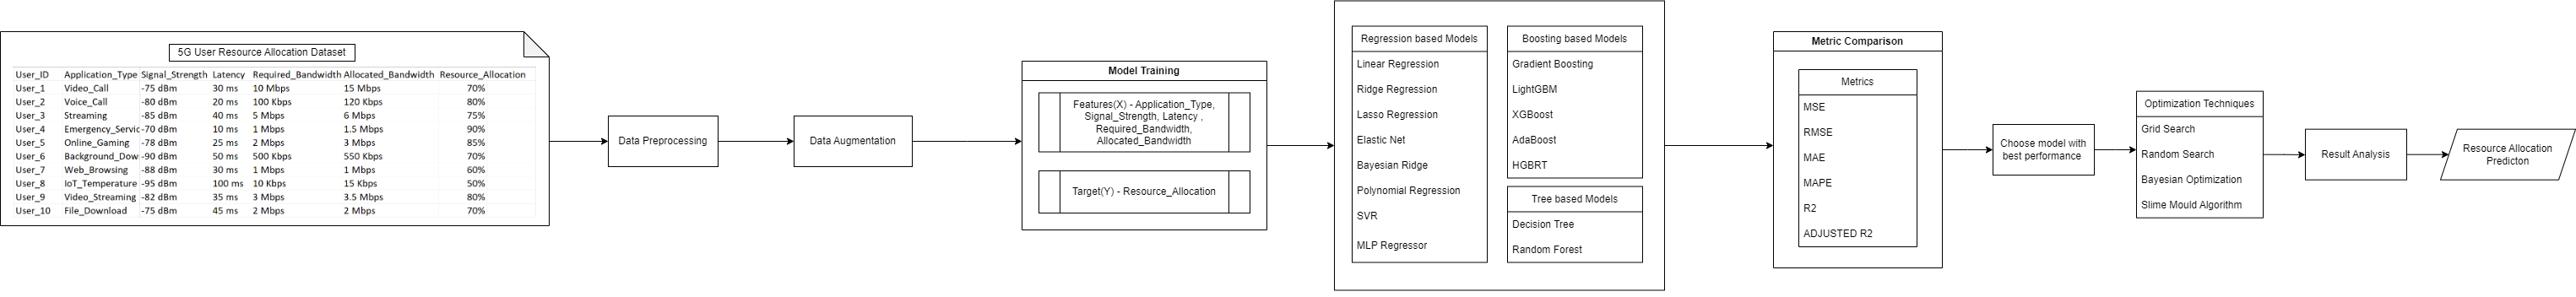 5G User Resource Allocation Dataset
User_ID Application_Type Signal_Strength Latency Required_Bandwidth Allocated_Bandwidth Resource_Allocation
User_1 Video_Call -75 dBm 30 ms 10 Mbps 15 Mbps 70%
User_2 Voice_Call -80 dBm 20 ms 100 Kbps 120 Kbps 80%
User_3 Streaming -85 dBm 40 ms 5 Mbps 6 Mbps 75%
User_4 Emergency_Servic -70 dBm 10 ms 1 Mbps 1.5 Mbps 90%
User_5 Online_Gaming -78 dBm 25 ms 2 Mbps 3 Mbps 85%
User_6 Background_Dow -90 dBm 50 ms 500 Kbps 550 Kbps 70%
User_7 Web_Browsing -88 dBm 30 ms 1 Mbps 1 Mbps 60%
User_8 IoT_Temperature -95 dBm 100 ms 10 Kbps 15 Kbps 50%
User_9 Video_Streaming -82 dBm 35 ms 3 Mbps 3.5 Mbps 80%
User_10 File_Download -75 dBm 45 ms 2 Mbps 2 Mbps 70%
Data Preprocessing
Data Augmentation
Model Training
Features(X) - Application_Type,
Signal_Strength, Latency ,
Required_Bandwidth,
Allocated_Bandwidth
Target(Y) - Resource_Allocation
Regression based Models
Linear Regression
Ridge Regression
Lasso Regression
Elastic Net
Bayesian Ridge
Polynomial Regression
SVR
MLP Regressor
Boosting based Models
Gradient Boosting
LightGBM
XGBoost
AdaBoost
HGBRT
Tree based Models
Decision Tree
Random Forest
Metric Comparison
Metrics
MSE
RMSE
MAE
MAPE
R2
ADJUSTED R2
Choose model with
best performance
Optimization Techniques
Grid Search
Random Search
Bayesian Optimization
Slime Mould Algorithm
Result Analysis
Resource Allocation
Predicton